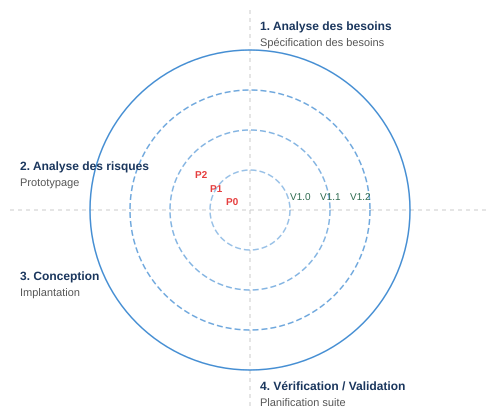 1. Analyse des besoins
Spécification des besoins
2. Analyse des risques
Prototypage
P2
P1
P0
V1.0 V1.1 V1.2
3. Conception
Implantation
4. Vérification / Validation
Planification suite